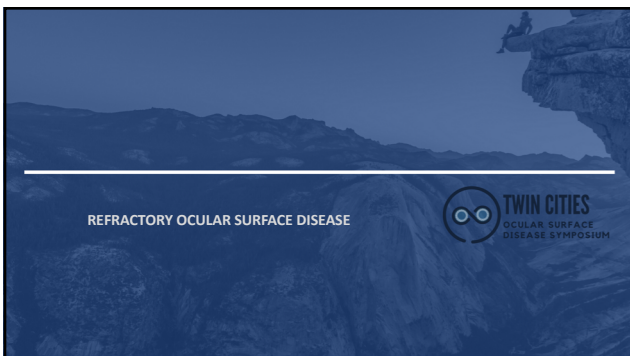 REFRACTORY OCULAR SURFACE DISEASE
TWIN CITIES
OCULAR SURFACE
DISEASE SYMPOSIUM